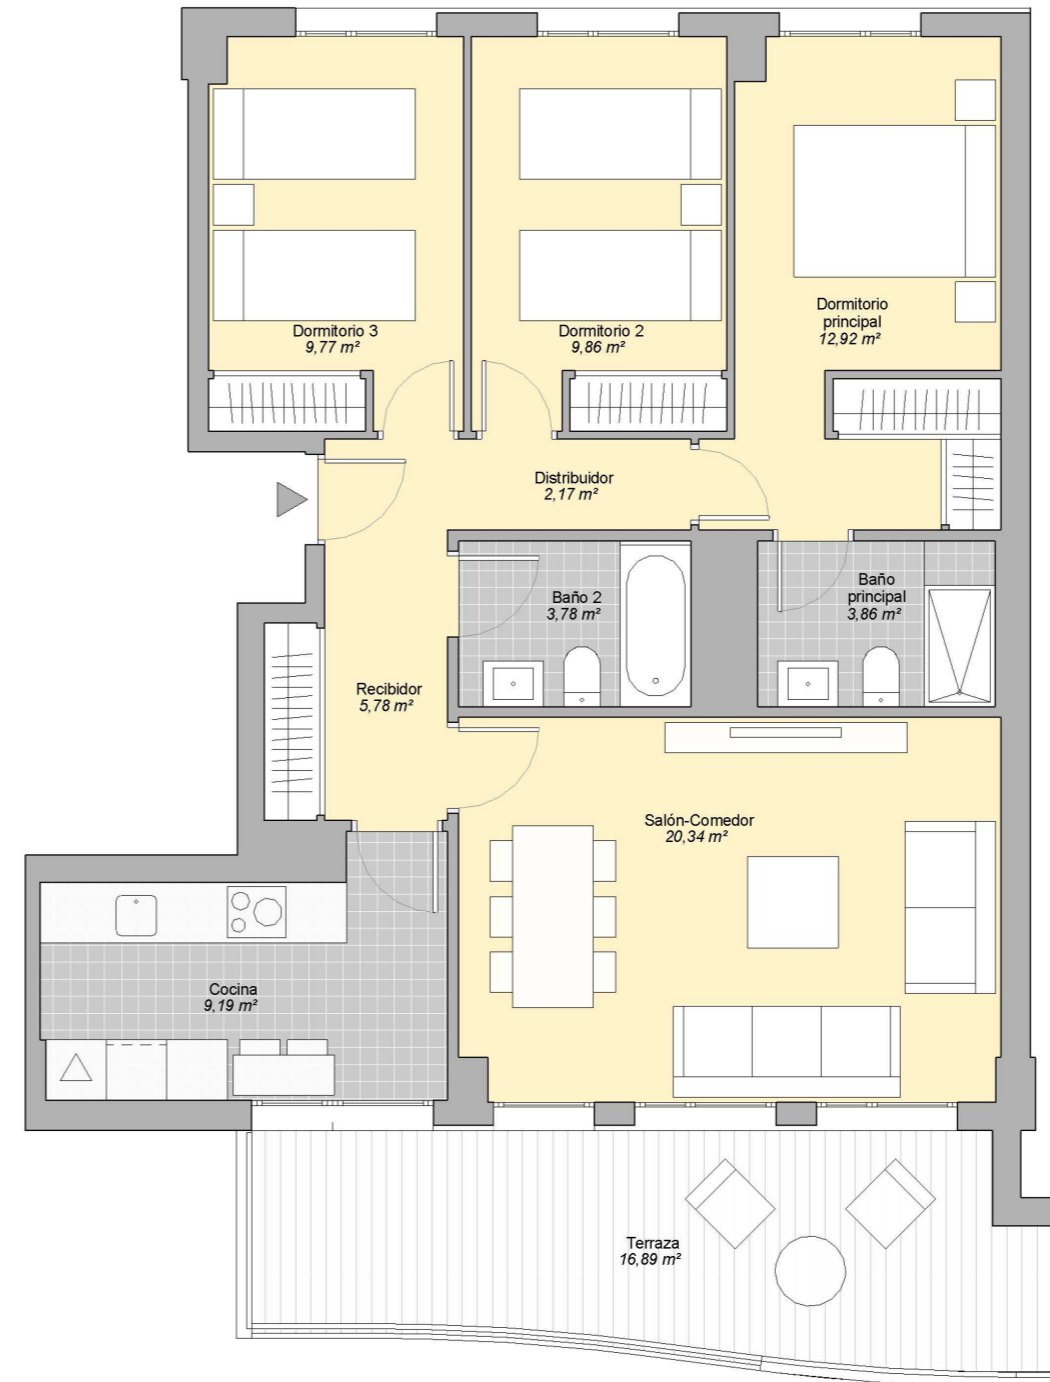 Dormitorio 3
9,77 m²
Dormitorio 2
9,86 m²
Dormitorio
principal
12,92 m²
Distribuidor
2,17 m²
Baño 2
3,78 m²
Baño
principal
3,86 m²
Recibidor
5,78 m²
Salón-Comedor
20,34 m²
Cocina
9,19 m²
Terraza
16,89 m²